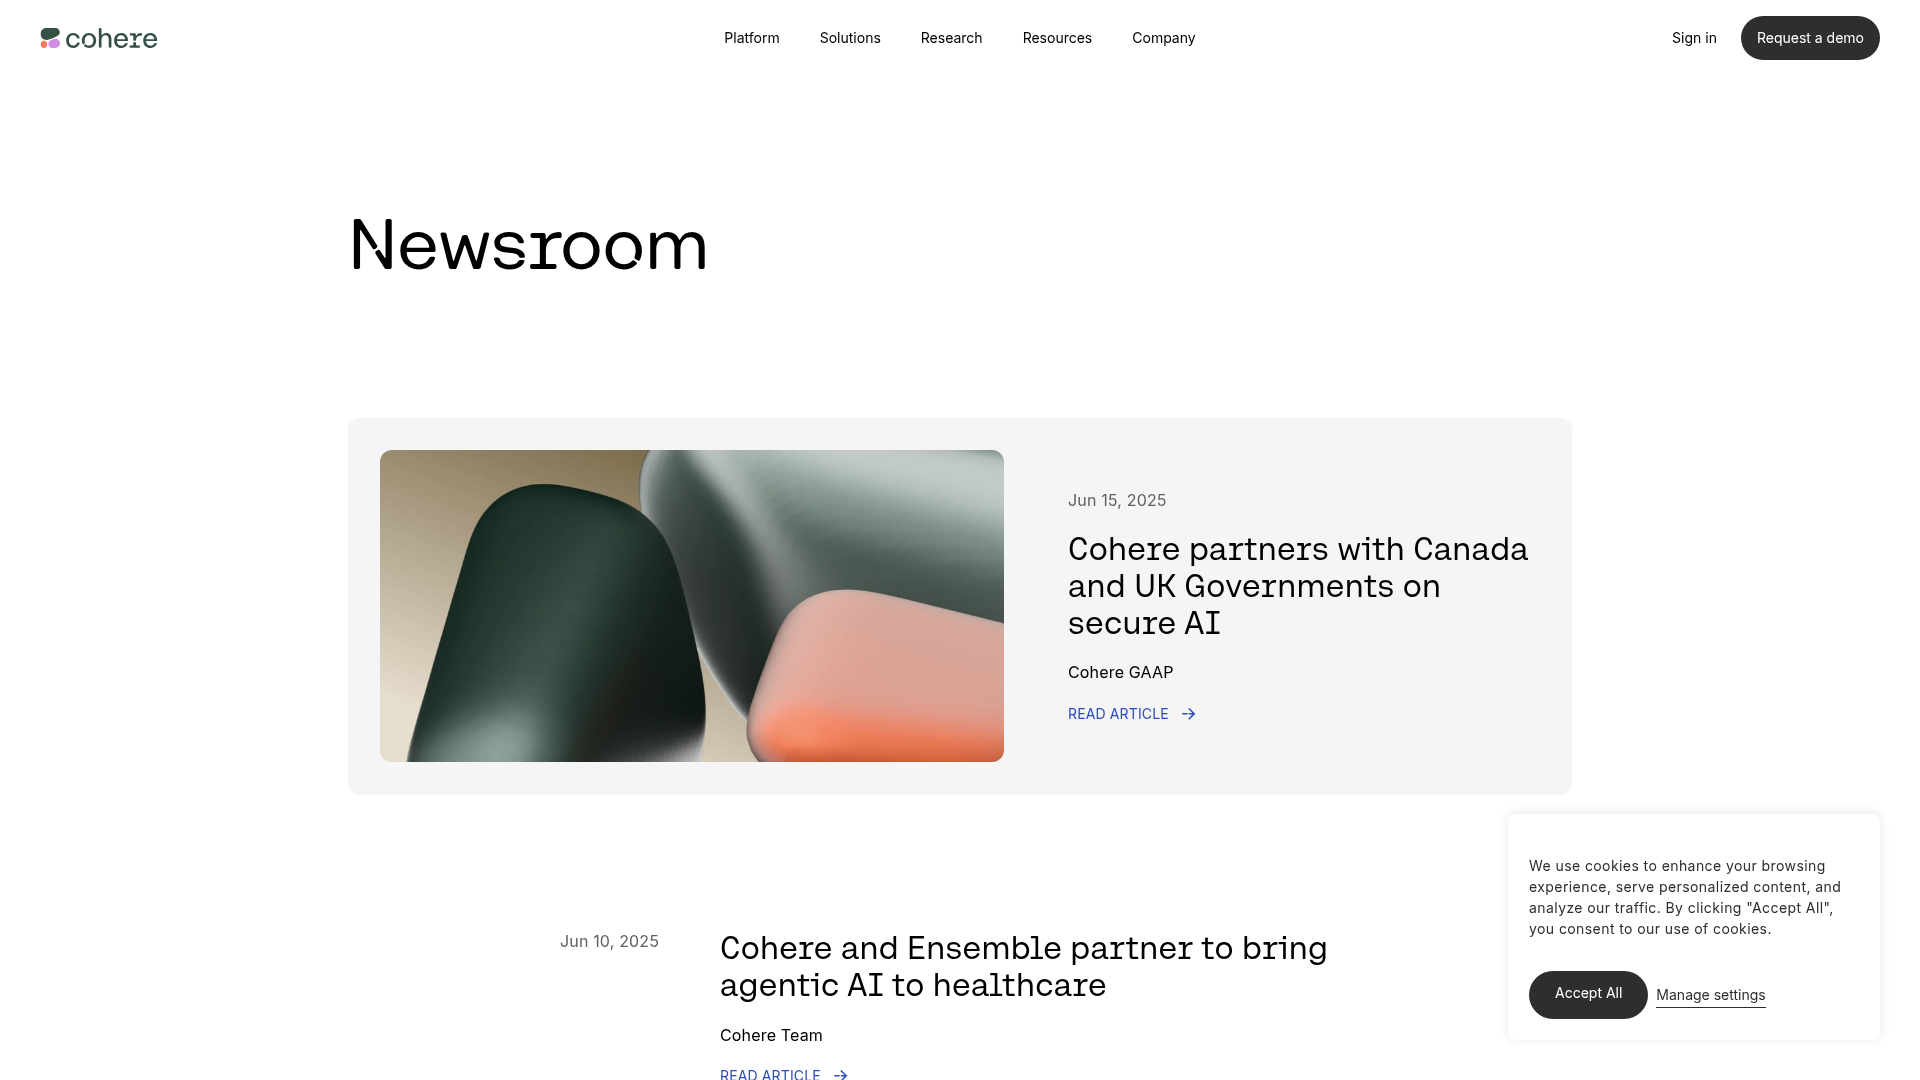 cohere
Platform
Solutions
Research
Resources
Company
Sign in
Request a demo
Newsroom
Jun 15, 2025
Cohere partners with Canada
and UK Governments on
secure AI
Cohere GAAP
READ ARTICLE
Jun 10, 2025
Cohere and Ensemble partner to bring
agentic AI to healthcare
Cohere Team
READ ARTICLE
We use cookies to enhance your browsing
experience, serve personalized content, and
analyze our traffic. By clicking "Accept All",
you consent to our use of cookies.
Accept All
Manage settings